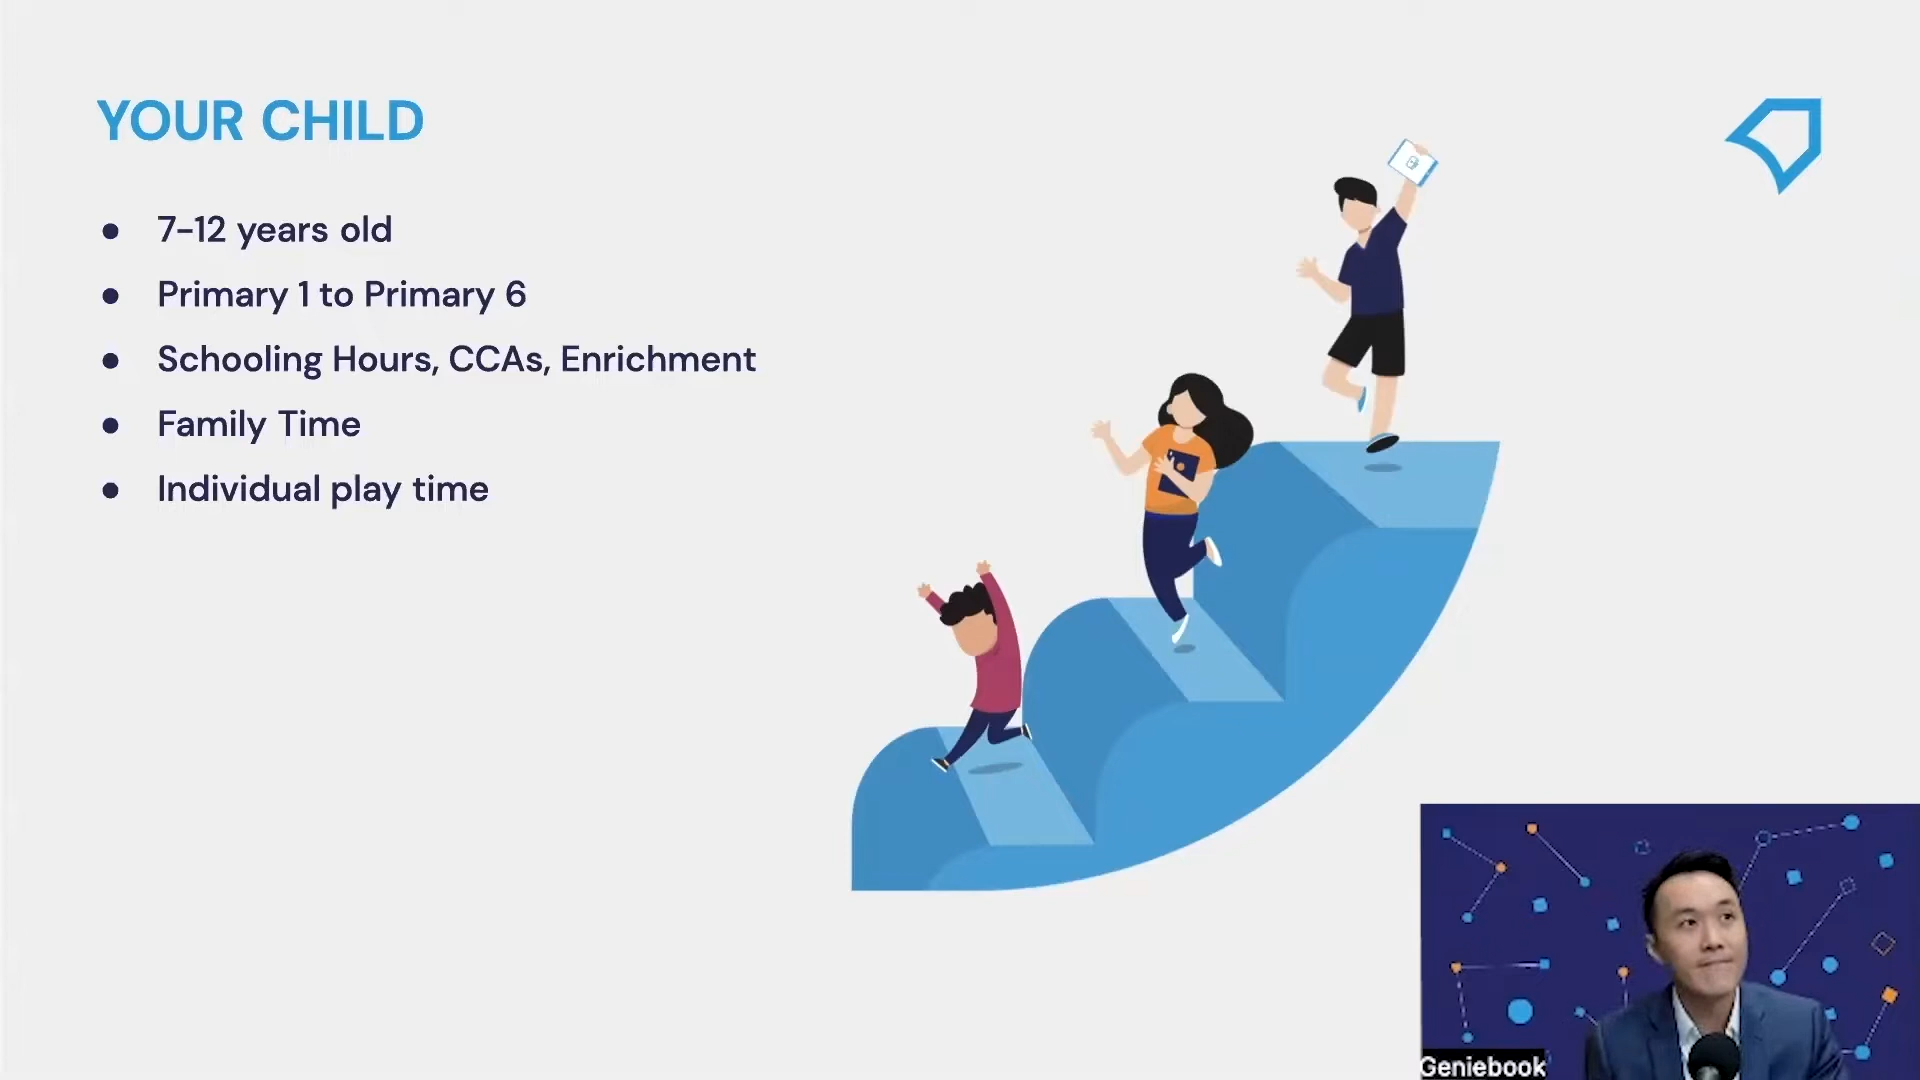 YOUR CHILD
7-12 years old
Primary 1 to Primary 6
Schooling Hours, CCAs, Enrichment
Family Time
Individual play time
Geniebook